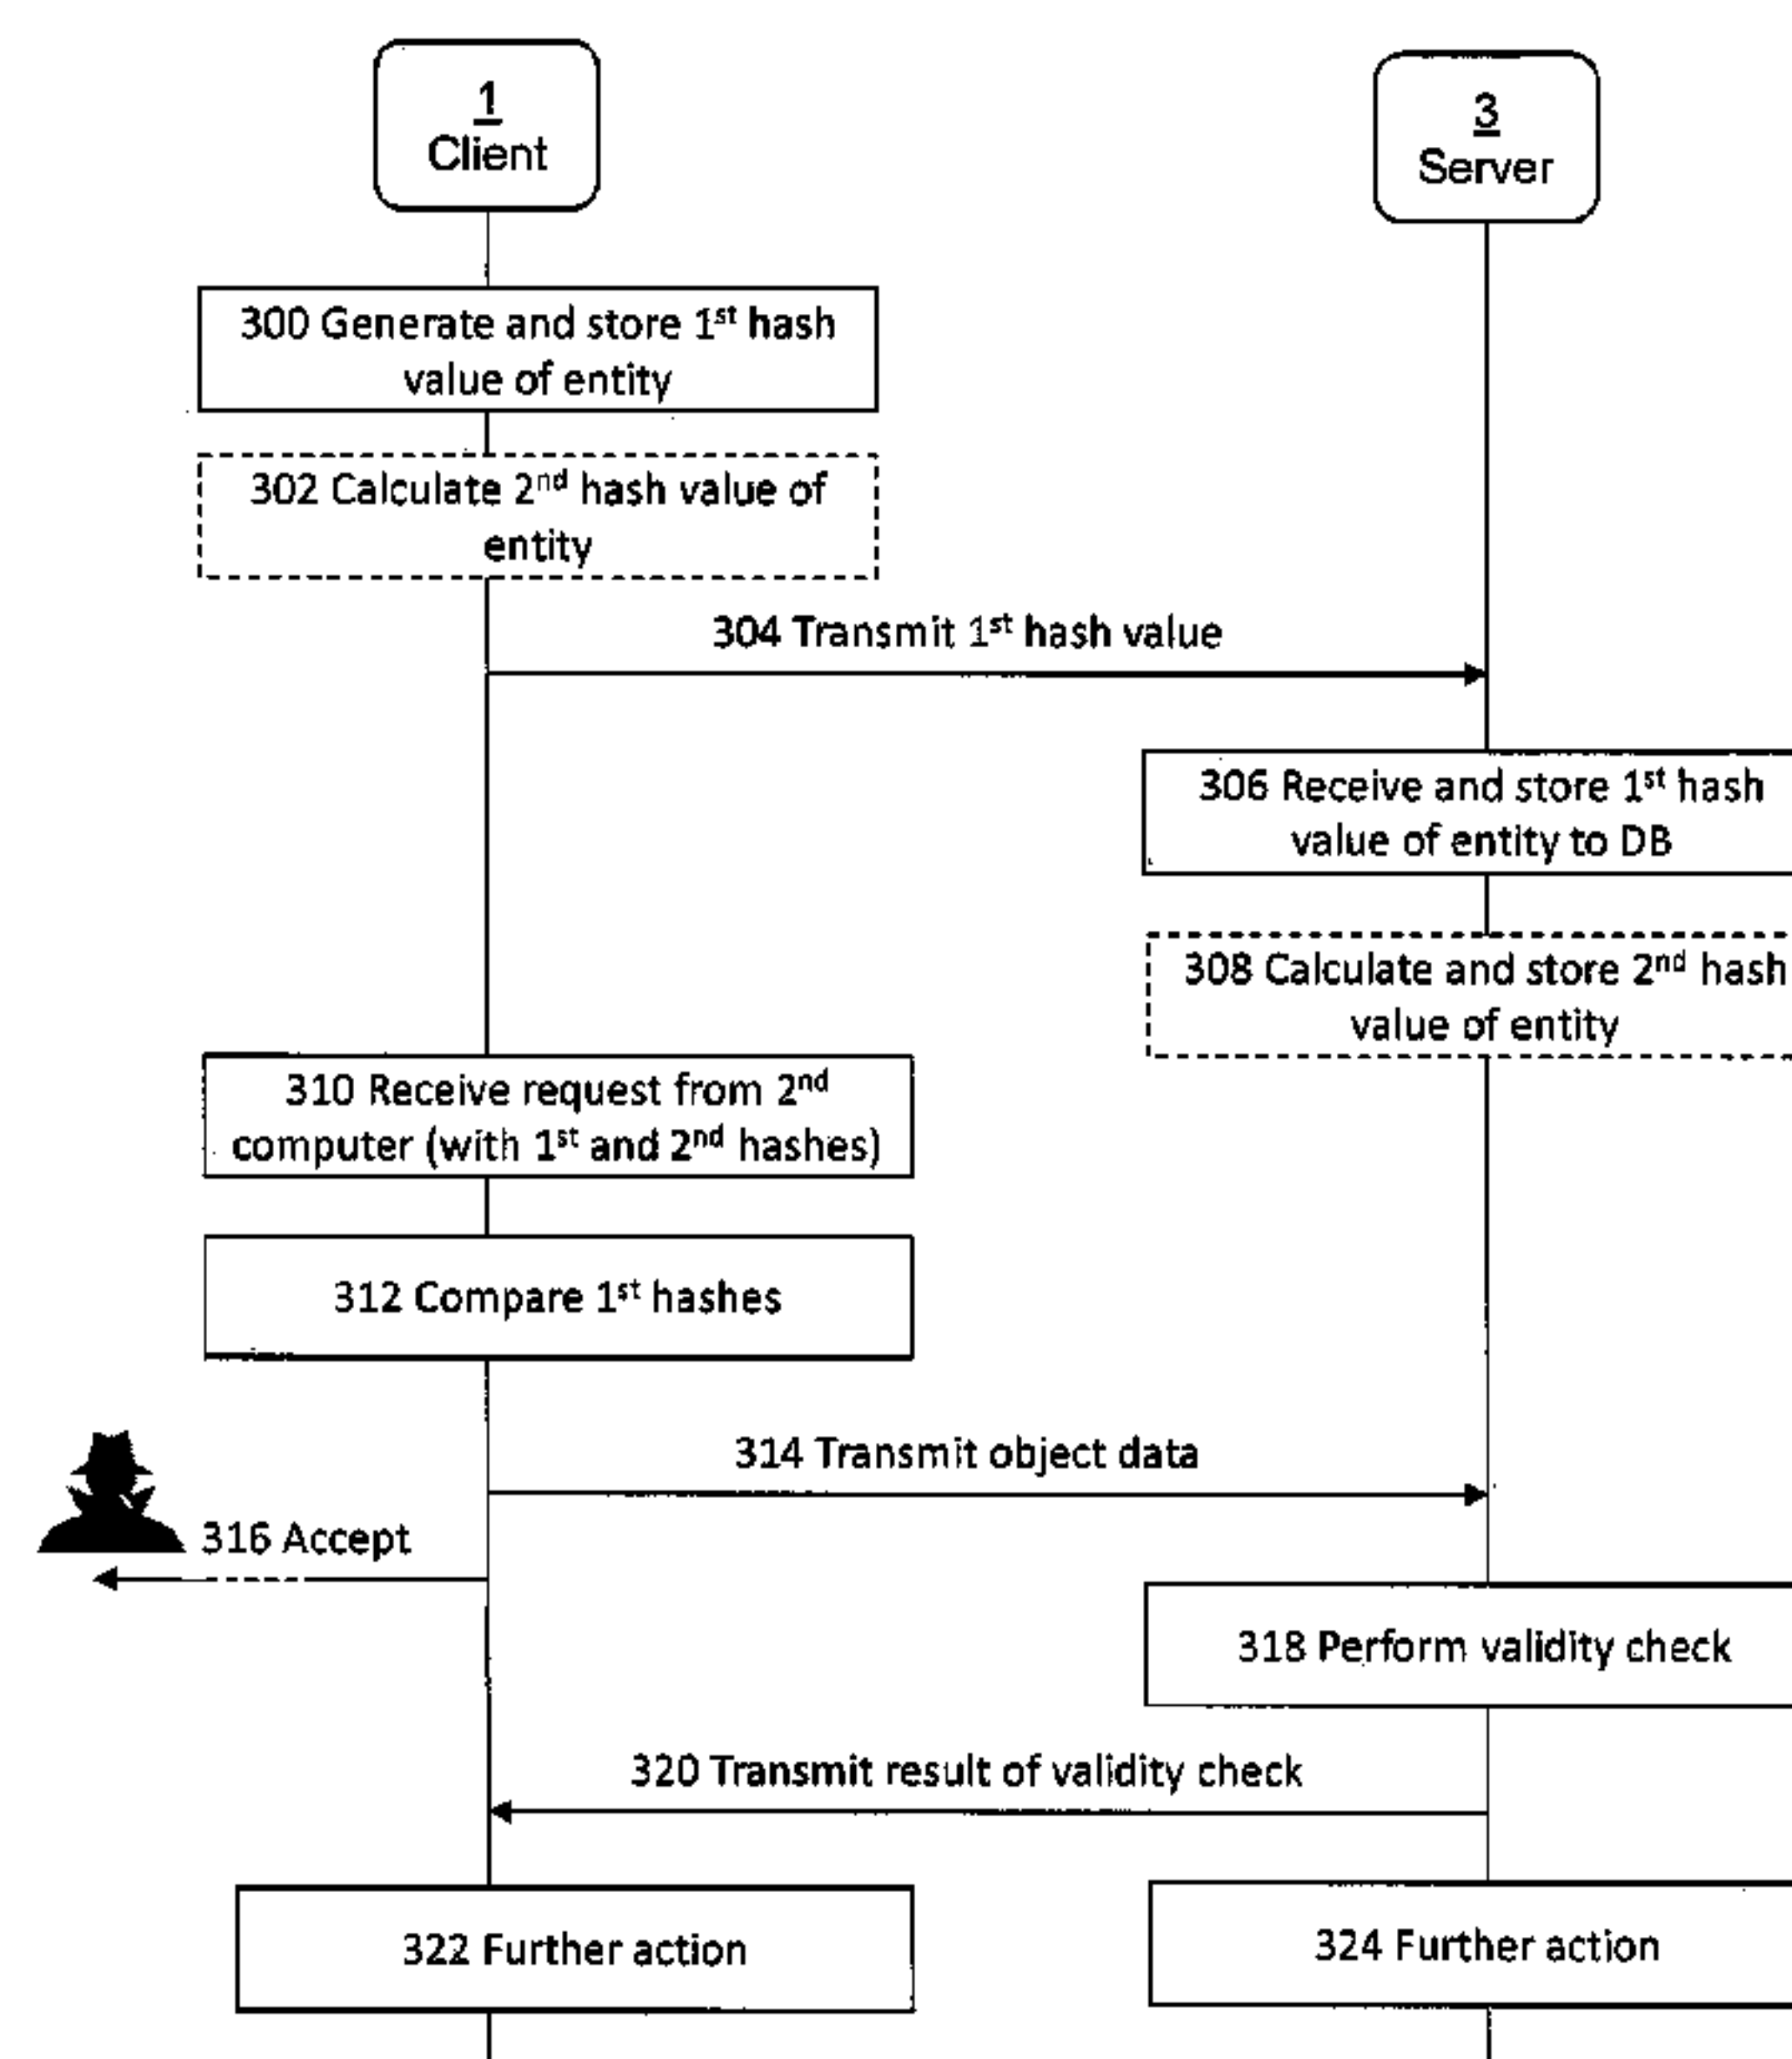 1
Client
3
Server
300 Generate and store 1st hash
value of entity
302 Calculate 2nd hash value of
entity
304 Transmit 1st hash value
306 Receive and store 1st hash
value of entity to DB
308 Calculate and store 2nd hash
value of entity
310 Receive request from 2nd
computer (with 1st and 2nd hashes)
312 Compare 1st hashes
314 Transmit object data
316 Accept
318 Perform validity check
320 Transmit result of validity check
322 Further action
324 Further action